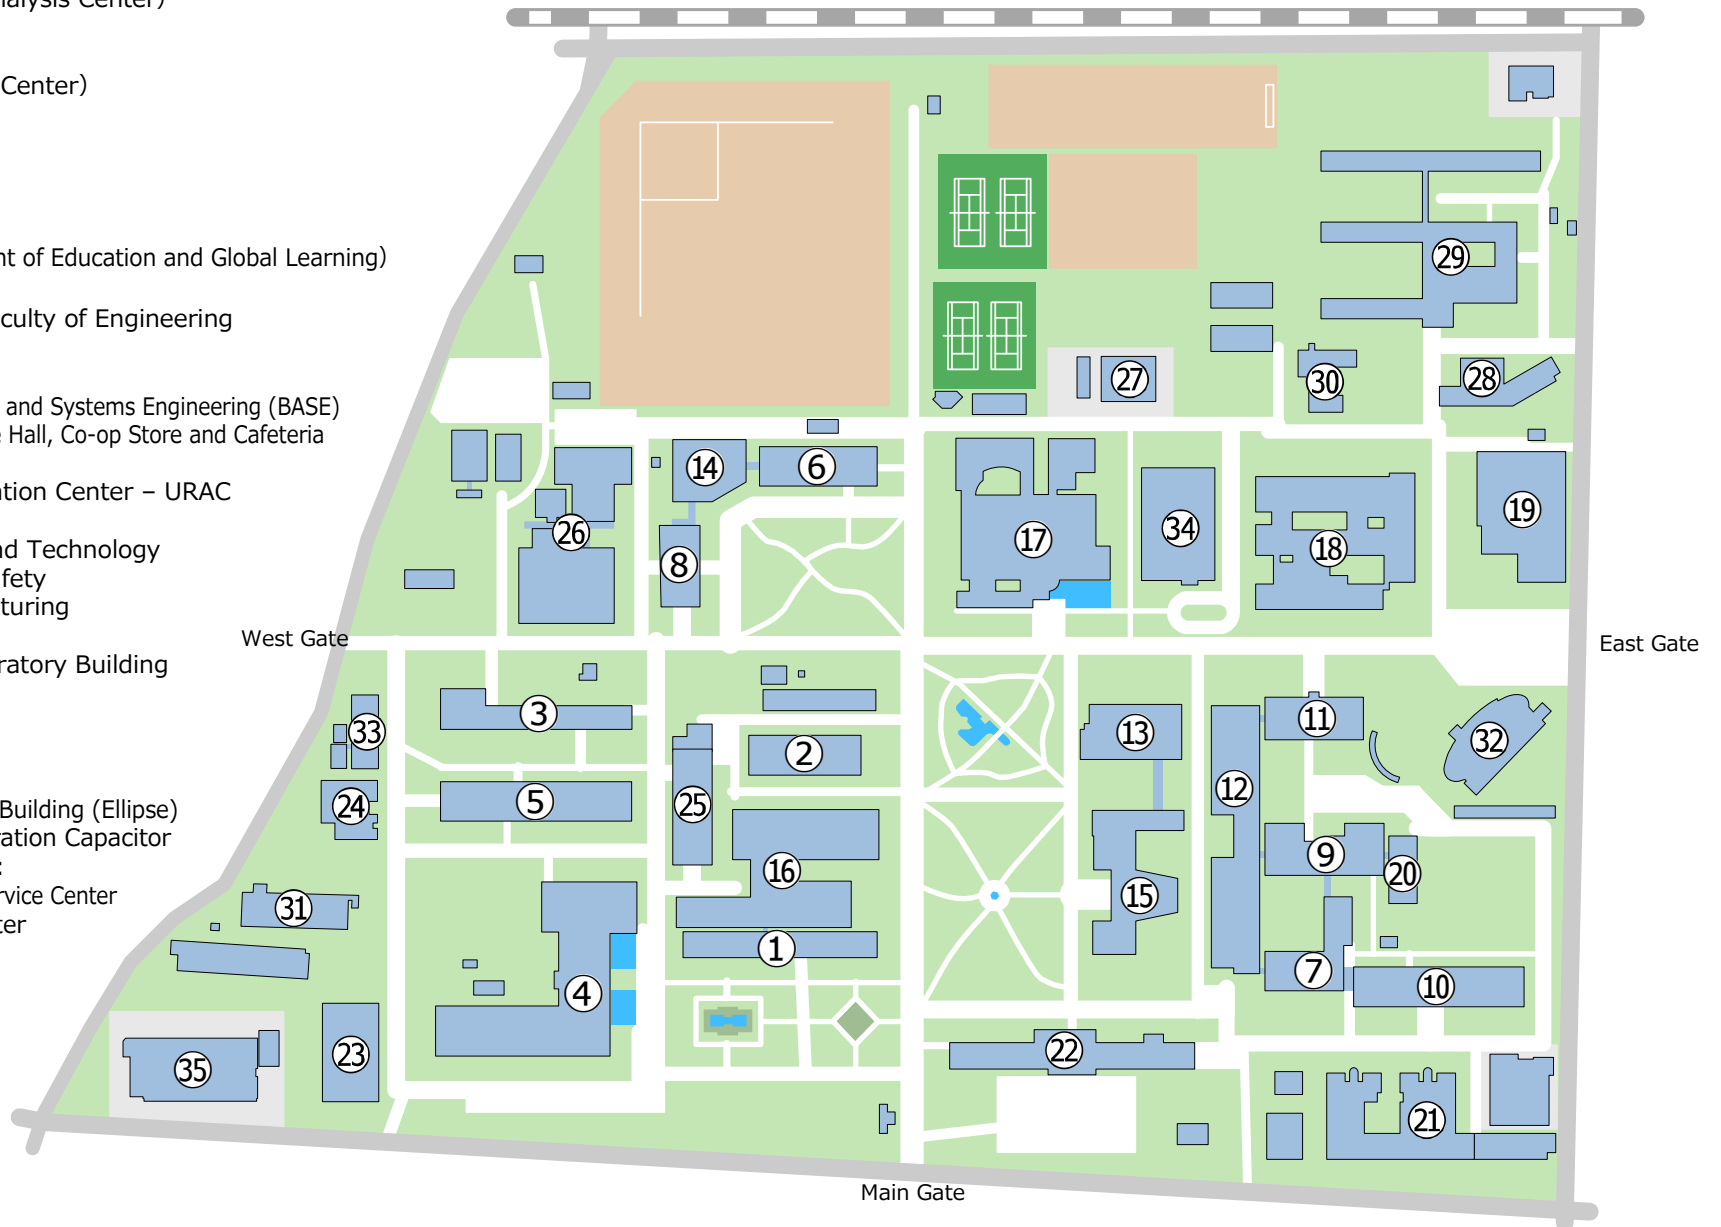 alysis Center)
Center)
nt of Education and Global Learning)
culty of Engineering
and Systems Engineering (BASE)
e Hall, Co-op Store and Cafeteria
ation Center – URAC
nd Technology
fety
turing
West Gate
ratory Building
East Gate
Building (Ellipse)
ration Capacitor
:
rvice Center
ter
Main Gate
29
27
30
28
14
6
26
8
17
34
18
19
33
3
2
13
11
32
24
5
25
12
16
9
20
15
31
1
7
10
4
35
23
22
21